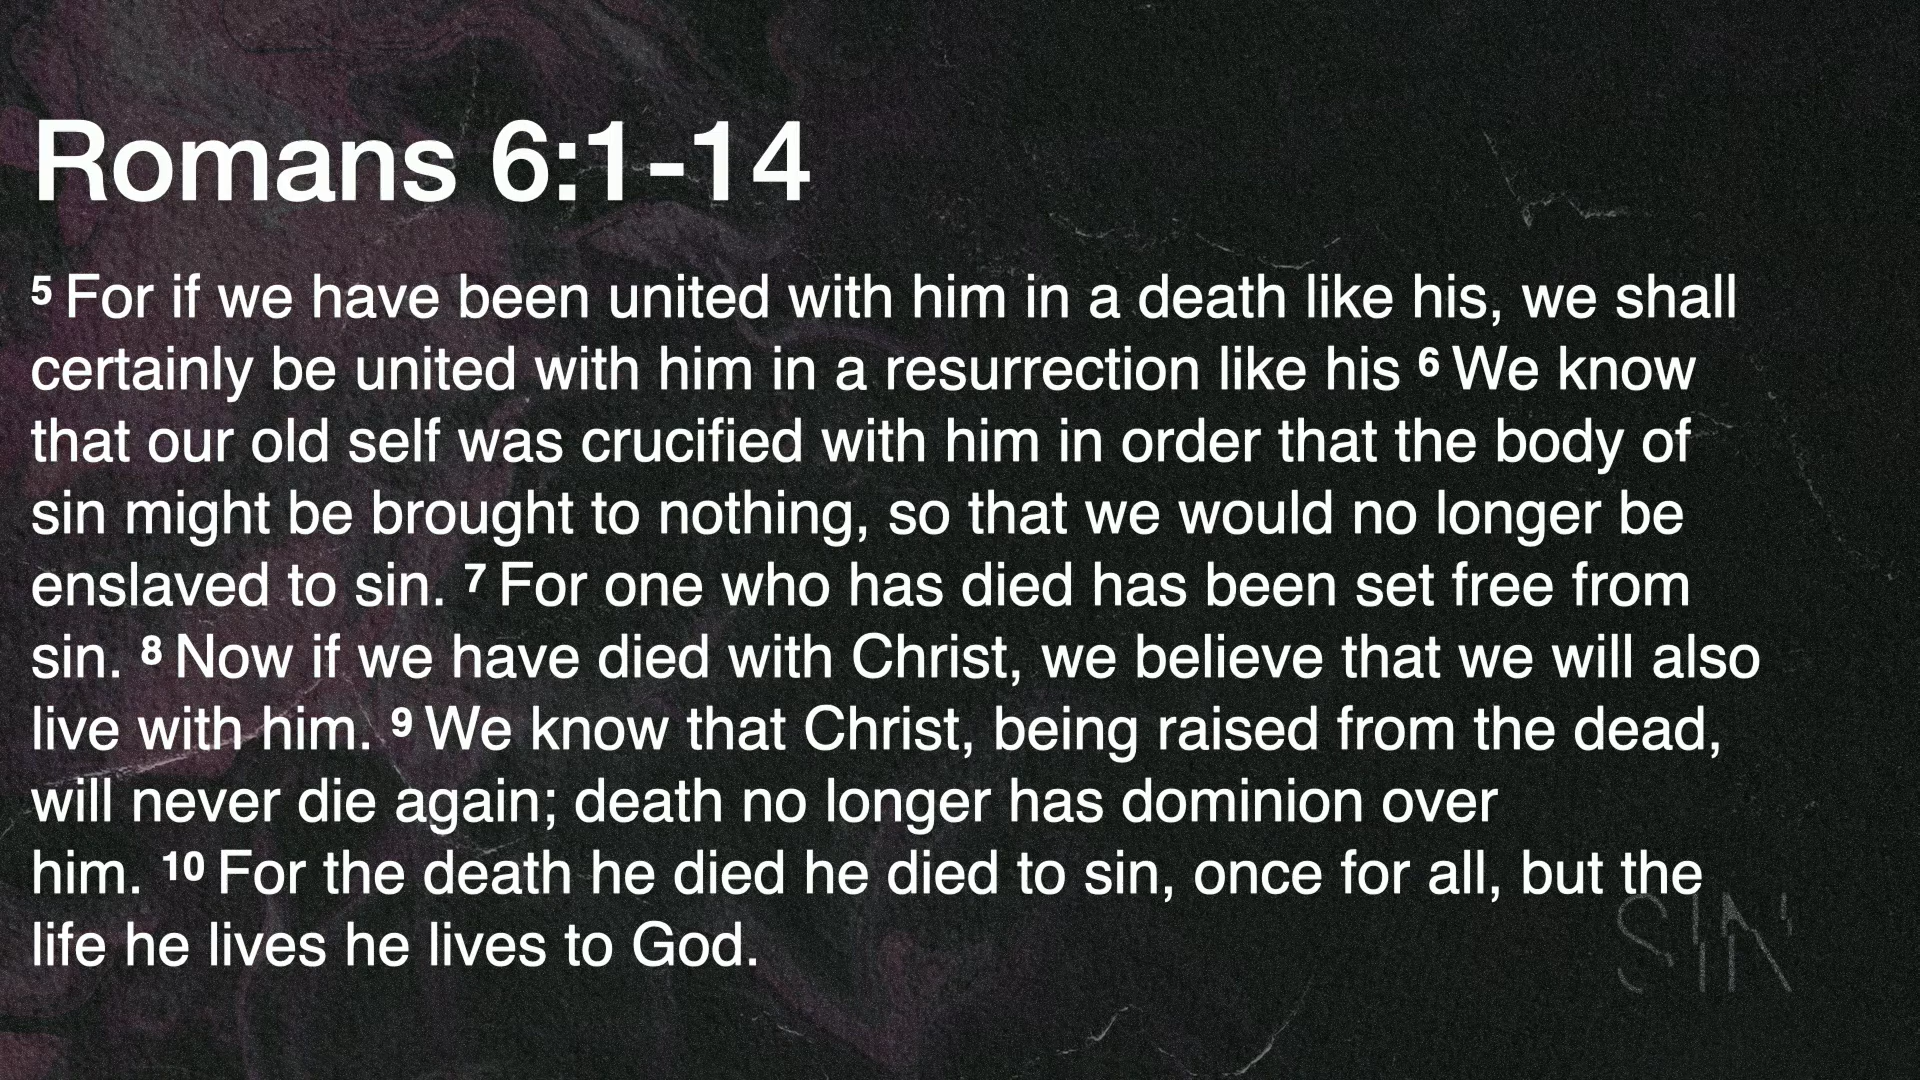 Romans 6:1-14
5 For if we have been united with him in a death like his, we shall
certainly be united with him in a resurrection like his 6 We know
that our old self was crucified with him in order that the body of
sin might be brought to nothing, so that we would no longer be
enslaved to sin. 7 For one who has died has been set free from
sin. 8 Now if we have died with Christ, we believe that we will also
live with him. 9 We know that Christ, being raised from the dead,
will never die again; death no longer has dominion over
him. 10 For the death he died he died to sin, once for all, but the
life he lives he lives to God.
SIN